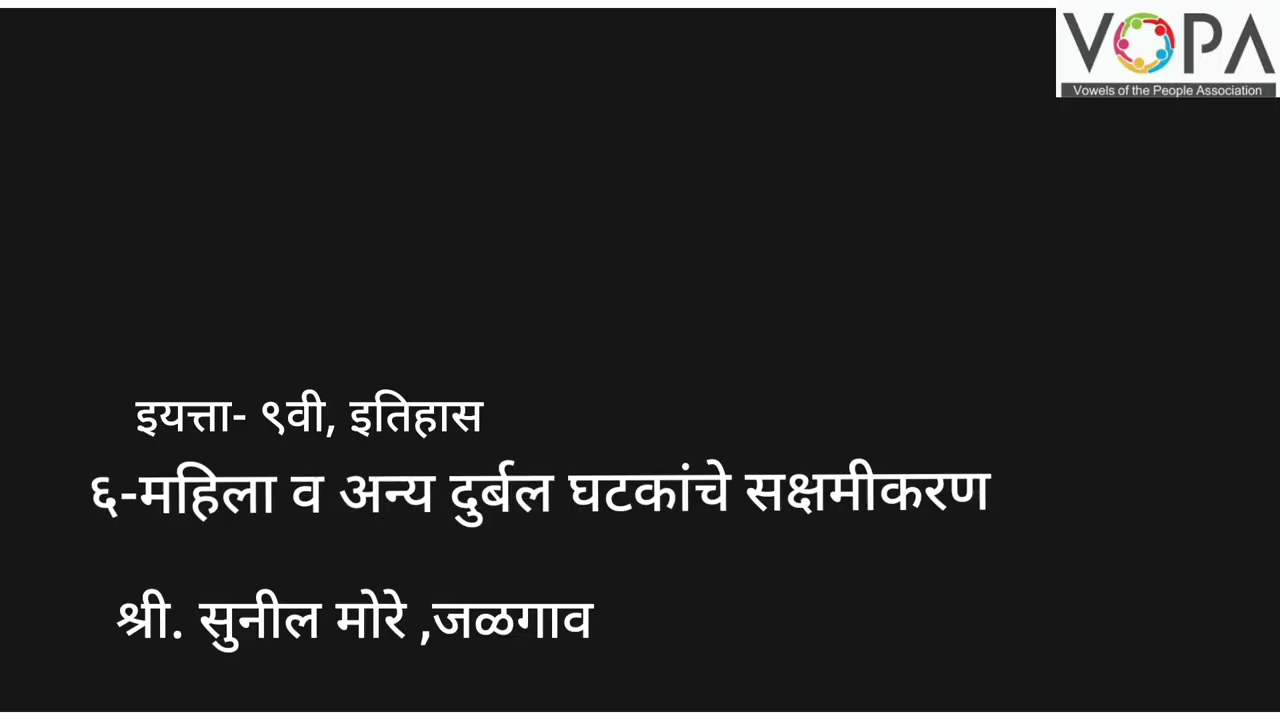 VOPA
Vowels of the People Association
इयत्ता- ९वी, इतिहास
६-महिला व अन्य दुर्बल घटकांचे सक्षमीकरण
श्री. सुनील मोरे ,जळगाव